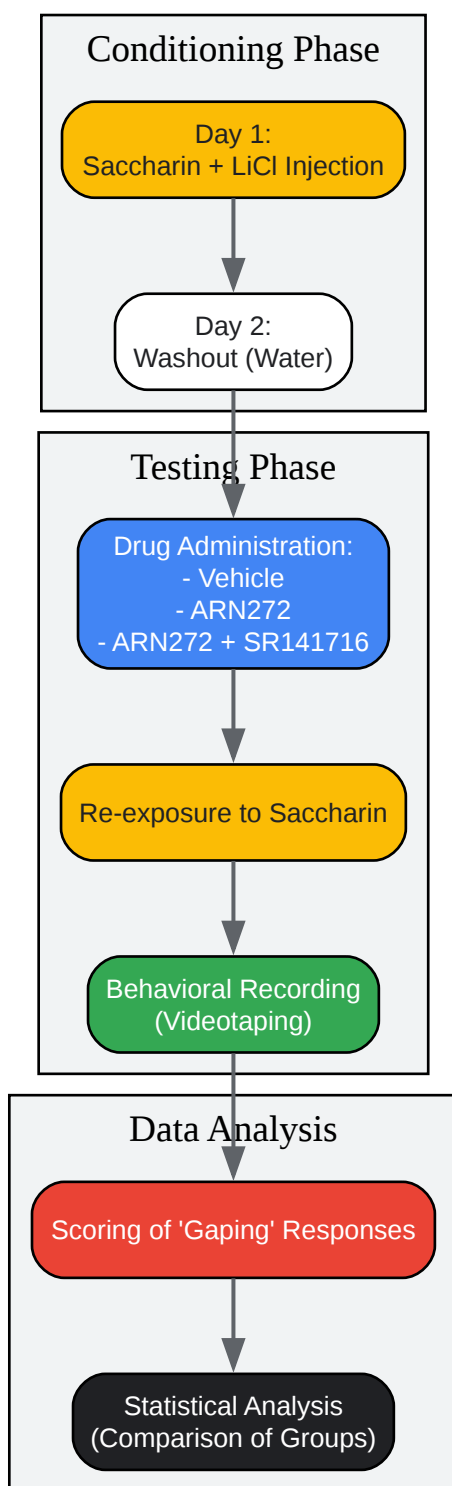 Conditioning Phase
Day 1:
Saccharin + LiCl Injection
Day 2:
Washout (Water)
Testing Phase
Drug Administration:
- Vehicle
- ARN272
- ARN272 + SR141716
Re-exposure to Saccharin
Behavioral Recording
(Videotaping)
Data Analysis
Scoring of 'Gaping' Responses
Statistical Analysis
(Comparison of Groups)